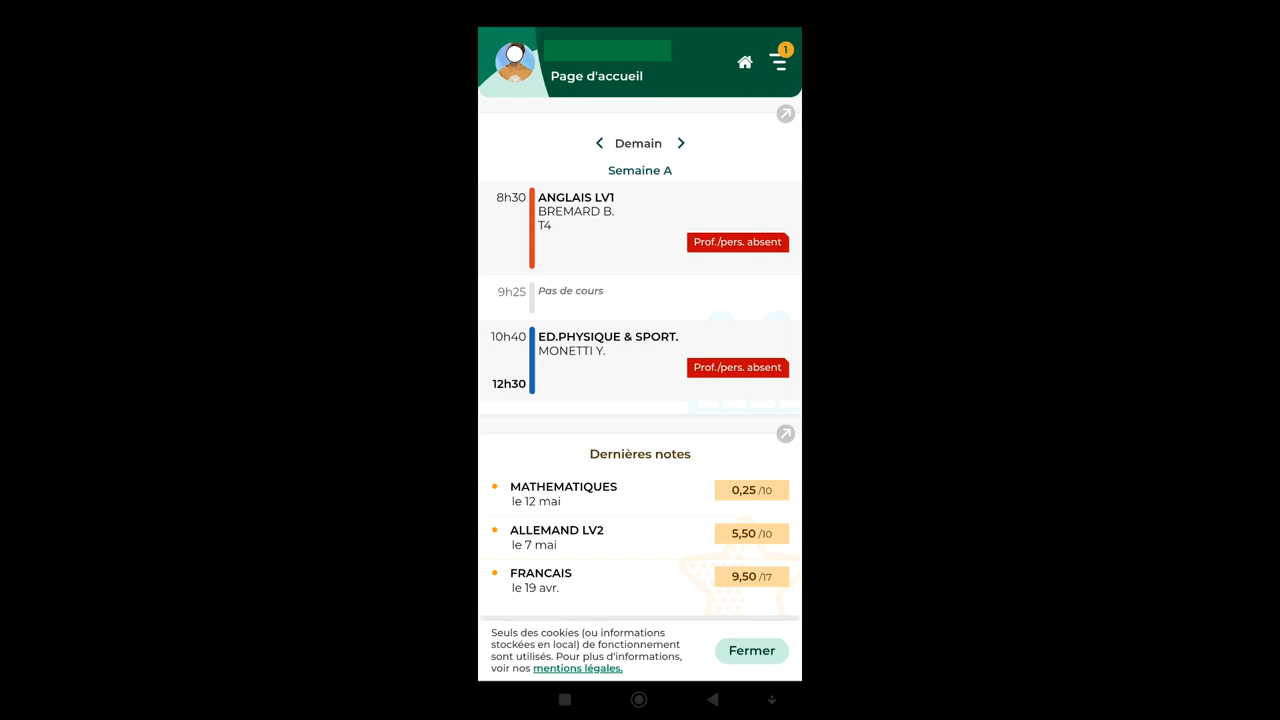 1
Page d'accueil
Demain
Semaine A
8h30
ANGLAIS LV1
BREMARD B.
T4
Prof./pers. absent
9h25
Pas de cours
10h40
ED.PHYSIQUE & SPORT.
MONETTI Y.
Prof./pers. absent
12h30
Dernières notes
MATHEMATIQUES
0,25 /10
le 12 mai
ALLEMAND LV2
5,50 /10
le 7 mai
FRANCAIS
9,50 /17
le 19 avr.
Seuls des cookies (ou informations
stockées en local) de fonctionnement
sont utilisés. Pour plus d'informations,
voir nos mentions légales.
Fermer